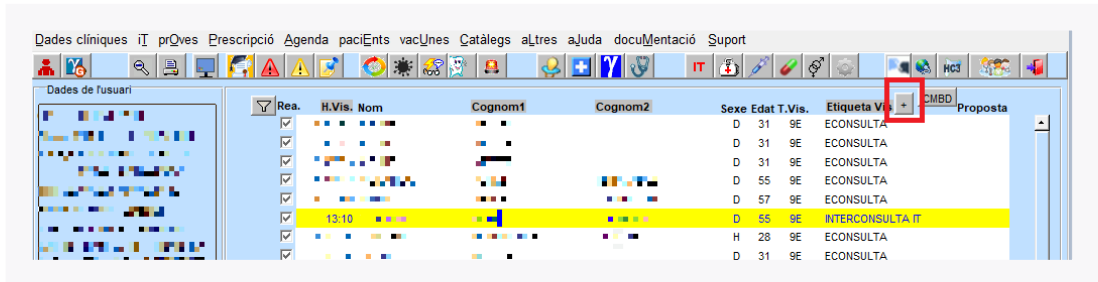 Dades clíniques iT prOves Prescripció Agenda paciEnts vacUnes Catàlegs aLtres aJuda docuMentació Suport
IT HC3
Dades de l'usuari
Rea. H.Vis. Nom Cognom1 Cognom2 Sexe Edat T.Vis. Etiqueta Vis + CMBD Proposta
D 31 9E ECONSULTA
D 31 9E ECONSULTA
D 31 9E ECONSULTA
D 55 9E ECONSULTA
D 57 9E ECONSULTA
13:10 D 55 9E INTERCONSULTA IT
H 28 9E ECONSULTA
D 31 9E ECONSULTA